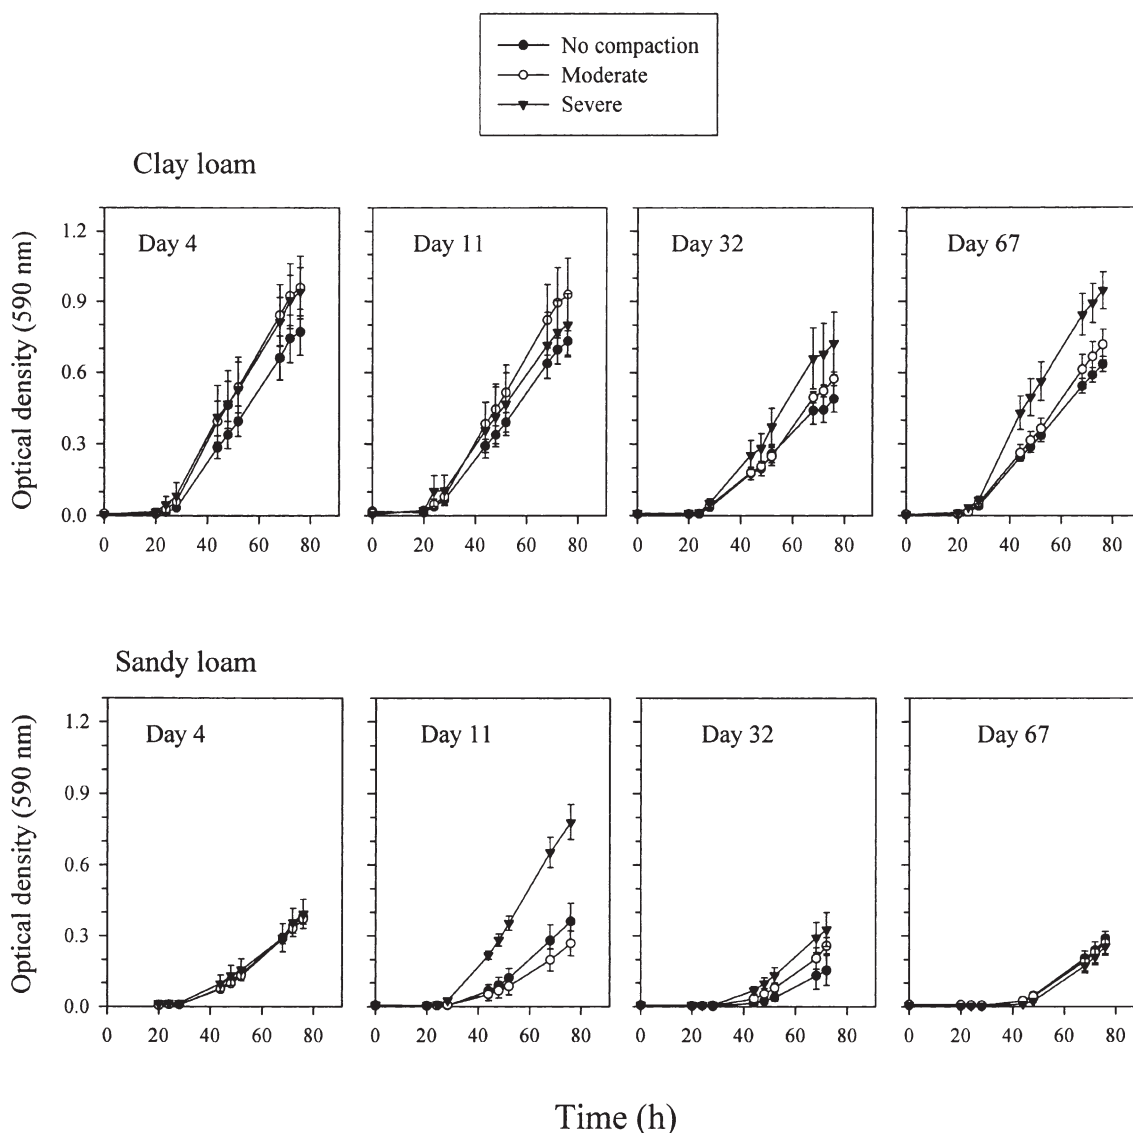 No compaction
Moderate
Severe
Clay loam
Optical density (590 nm)
1.2
0.9
0.6
0.3
0.0
Day 4
Day 11
Day 32
Day 67
0 20 40 60 80
0 20 40 60 80
0 20 40 60 80
0 20 40 60 80
Sandy loam
Optical density (590 nm)
1.2
0.9
0.6
0.3
0.0
Day 4
Day 11
Day 32
Day 67
0 20 40 60 80
0 20 40 60 80
0 20 40 60 80
0 20 40 60 80
Time (h)